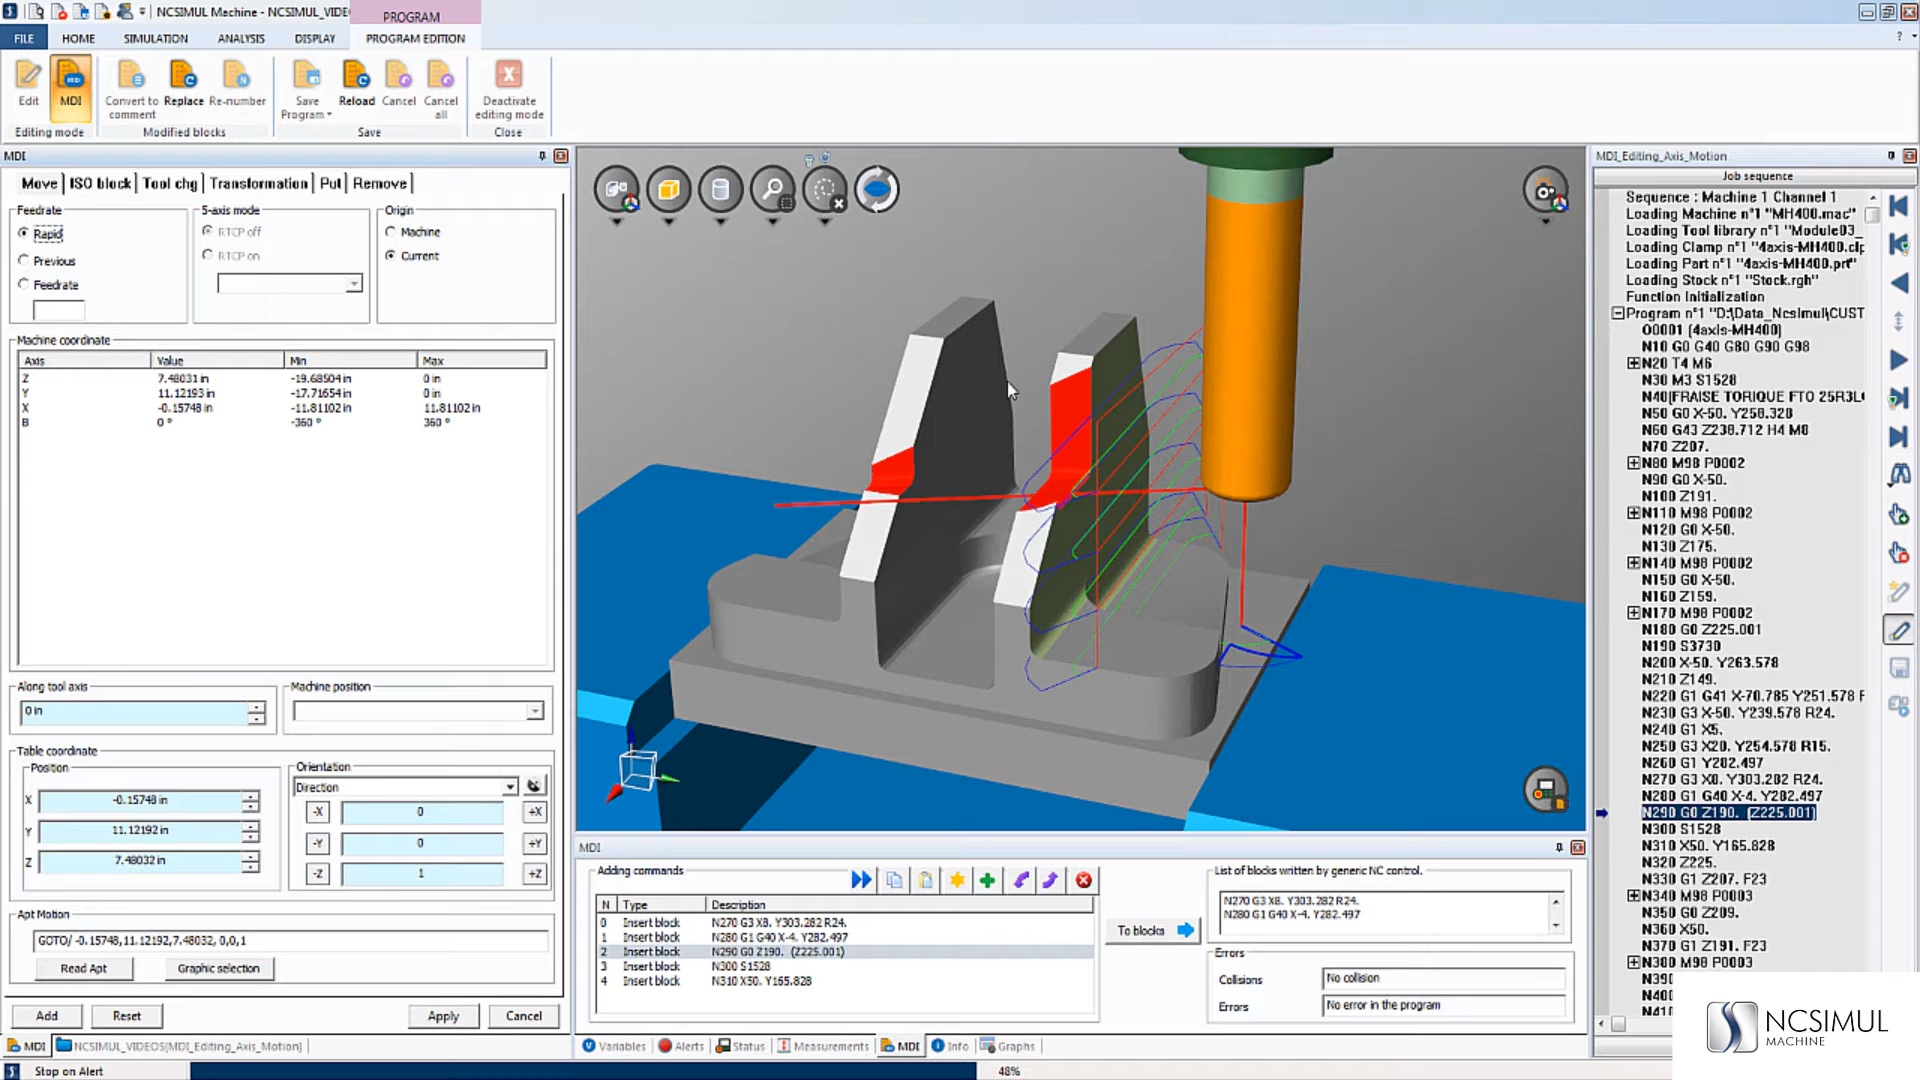 NCSIMUL Machine - NCSIMUL_VIDE
PROGRAM
FILE
HOME
SIMULATION
ANALYSIS
DISPLAY
PROGRAM EDITION
Edit
MDI
Convert to comment
Replace
Re-number
Save Program
Reload
Cancel
Cancel all
Deactivate editing mode
Editing mode
Modified blocks
Save
Close
MDI
Move
ISO block
Tool chg
Transformation
Put
Remove
Feedrate
Rapid
Previous
Feedrate
5-axis mode
RTCP off
RTCP on
Origin
Machine
Current
Machine coordinate
Axis Value Min Max
Z 7.48031 in -19.68504 in 0 in
Y 11.12193 in -17.71654 in 0 in
X -0.15748 in -11.81102 in 11.81102 in
B 0 ° -360 ° 360 °
Along tool axis
0 in
Machine position
Table coordinate
Position
X -0.15748 in
Y 11.12192 in
Z 7.48032 in
Orientation
Direction
-X 0 +X
-Y 0 +Y
-Z 1 +Z
Apt Motion
GOTO/ -0.15748,11.12192,7.48032, 0,0,1
Read Apt
Graphic selection
Add
Reset
Apply
Cancel
MDI
NCSIMUL_VIDEOS(MDI_Editing_Axis_Motion)
Stop on Alert
48%
MDI
Adding commands
N Type Description
0 Insert block N270 G3 X8. Y303.282 R24.
1 Insert block N280 G1 G40 X-4. Y282.497
2 Insert block N290 G0 Z190. (Z225.001)
3 Insert block N300 S1528
4 Insert block N310 X50. Y165.828
To blocks
List of blocks written by generic NC control.
N270 G3 X8. Y303.282 R24.
N280 G1 G40 X-4. Y282.497
Errors
Collisions No collision
Errors No error in the program
Variables
Alerts
Status
Measurements
MDI
Info
Graphs
MDI_Editing_Axis_Motion
Job sequence
Sequence : Machine 1 Channel 1
Loading Machine n°1 "MH400.mac"
Loading Tool library n°1 "Module03_
Loading Clamp n°1 "4axis-MH400.clp
Loading Part n°1 "4axis-MH400.prt"
Loading Stock n°1 "Stock.rgh"
Function Initialization
Program n°1 "D:\Data_Ncsimul\CUST
O0001 (4axis-MH400)
N10 G0 G40 G80 G90 G98
N20 T4 M6
N30 M3 S1528
N40(FRAISE TORIQUE FTO 25R3L
N50 G0 X-50. Y258.328
N60 G43 Z238.712 H4 M8
N70 Z207.
N80 M98 P0002
N90 G0 X-50.
N100 Z191.
N110 M98 P0002
N120 G0 X-50.
N130 Z175.
N140 M98 P0002
N150 G0 X-50.
N160 Z159.
N170 M98 P0002
N180 G0 Z225.001
N190 S3730
N200 X-50. Y263.578
N210 Z149.
N220 G1 G41 X-70.785 Y251.578 F
N230 G3 X-50. Y239.578 R24.
N240 G1 X5.
N250 G3 X20. Y254.578 R15.
N260 G1 Y282.497
N270 G3 X8. Y303.282 R24.
N280 G1 G40 X-4. Y282.497
N290 G0 Z190. (Z225.001)
N300 S1528
N310 X50. Y165.828
N320 Z225.
N330 G1 Z207. F23
N340 M98 P0003
N350 G0 Z209.
N360 X50.
N370 G1 Z191. F23
N380 M98 P0003
N390
N400
N410
NCSIMUL
MACHINE